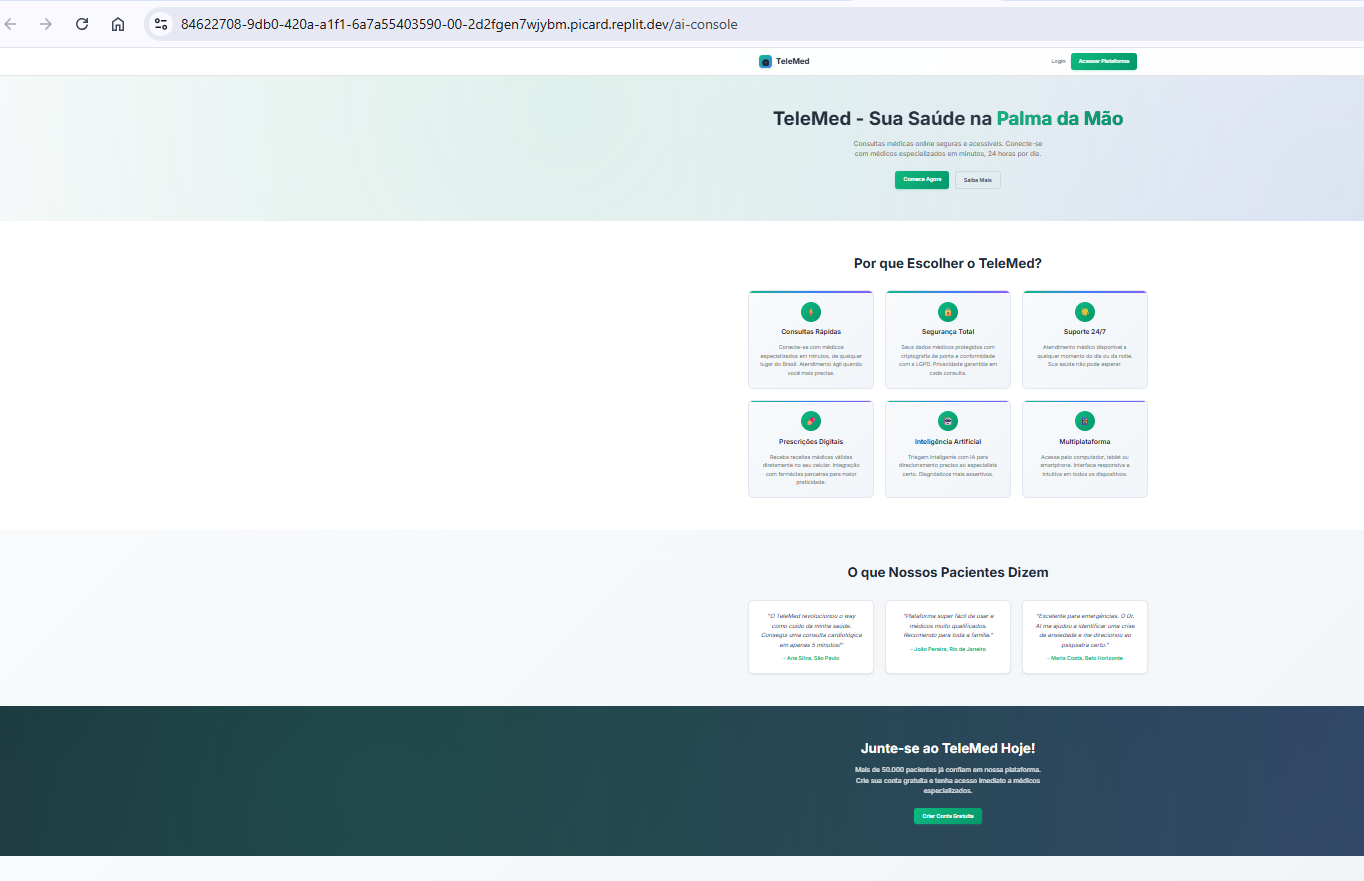 84622708-9db0-420a-a1f1-6a7a55403590-00-2d2fgen7wjybm.picard.replit.dev/ai-console
TeleMed
Login
Acessar Plataforma
TeleMed - Sua Saúde na Palma da Mão
Consultas médicas online seguras e acessíveis. Conecte-se
com médicos especializados em minutos, 24 horas por dia.
Comece Agora
Saiba Mais
Por que Escolher o TeleMed?
Consultas Rápidas
Conecte-se com médicos
especializados em minutos, de qualquer
lugar do Brasil. Atendimento ágil quando
você mais precisa.
Segurança Total
Seus dados médicos protegidos com
criptografia de ponta e conformidade
com a LGPD. Privacidade garantida em
cada consulta.
Suporte 24/7
Atendimento médico disponível a
qualquer momento do dia ou da noite.
Sua saúde não pode esperar.
Prescrições Digitais
Receba receitas médicas válidas
diretamente no seu celular. Integração
com farmácias parceiras para maior
praticidade.
Inteligência Artificial
Triagem inteligente com IA para
direcionamento preciso ao especialista
certo. Diagnósticos mais assertivos.
Multiplataforma
Acesse pelo computador, tablet ou
smartphone. Interface responsiva e
intuitiva em todos os dispositivos.
O que Nossos Pacientes Dizem
"O TeleMed revolucionou o way
como cuido da minha saúde.
Consegui uma consulta cardiológica
em apenas 5 minutos!"
- Ana Silva, São Paulo
"Plataforma super fácil de usar e
médicos muito qualificados.
Recomendo para toda a família."
- João Pereira, Rio de Janeiro
"Excelente para emergências. O Dr.
AI me ajudou a identificar uma crise
de ansiedade e me direcionou ao
psiquiatra certo."
- Maria Costa, Belo Horizonte
Junte-se ao TeleMed Hoje!
Mais de 50.000 pacientes já confiam em nossa plataforma.
Crie sua conta gratuita e tenha acesso imediato a médicos
especializados.
Criar Conta Gratuita